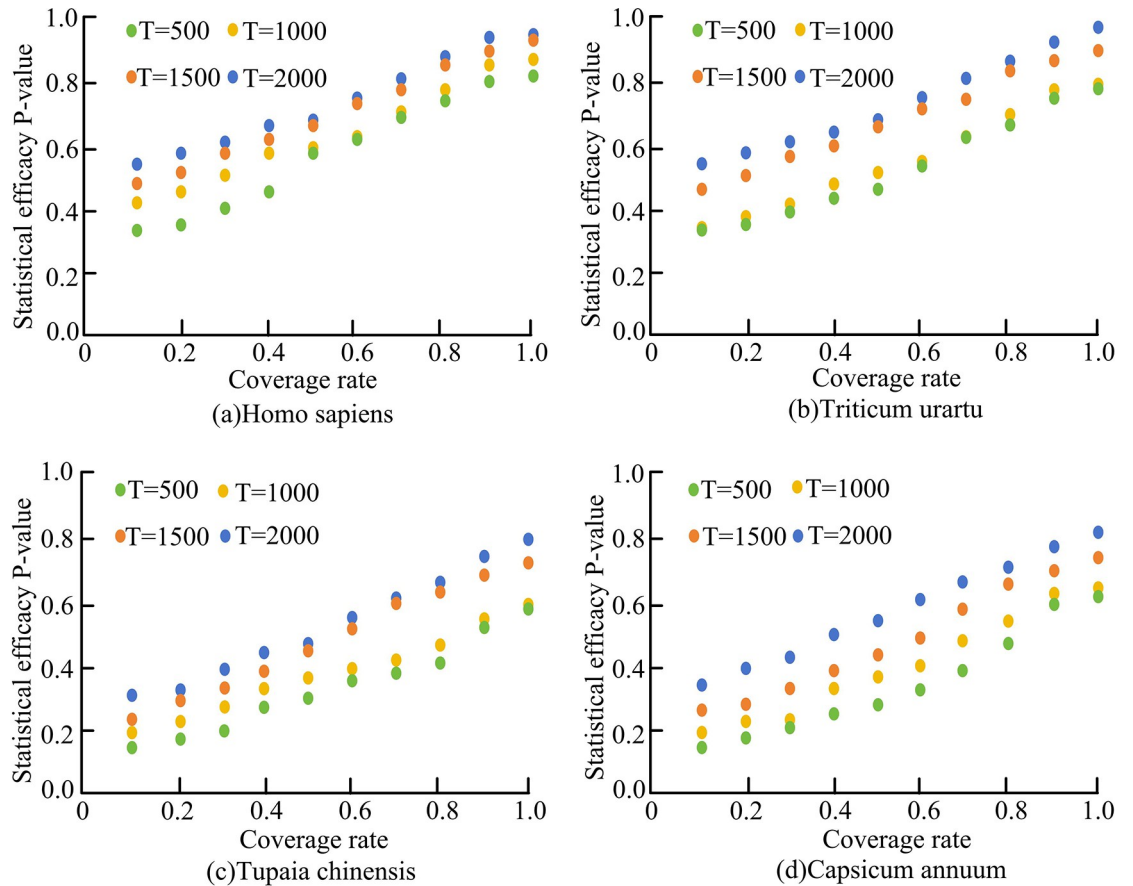 Statistical efficacy P-value
1.0
0.8
0.6
0.4
0.2
0.0
T=500 T=1000
T=1500 T=2000
0 0.2 0.4 0.6 0.8 1.0
Coverage rate
(a)Homo sapiens
Statistical efficacy P-value
1.0
0.8
0.6
0.4
0.2
0.0
T=500 T=1000
T=1500 T=2000
0 0.2 0.4 0.6 0.8 1.0
Coverage rate
(b)Triticum urartu
Statistical efficacy P-value
1.0
0.8
0.6
0.4
0.2
0.0
T=500 T=1000
T=1500 T=2000
0 0.2 0.4 0.6 0.8 1.0
Coverage rate
(c)Tupaia chinensis
Statistical efficacy P-value
1.0
0.8
0.6
0.4
0.2
0.0
T=500 T=1000
T=1500 T=2000
0 0.2 0.4 0.6 0.8 1.0
Coverage rate
(d)Capsicum annuum